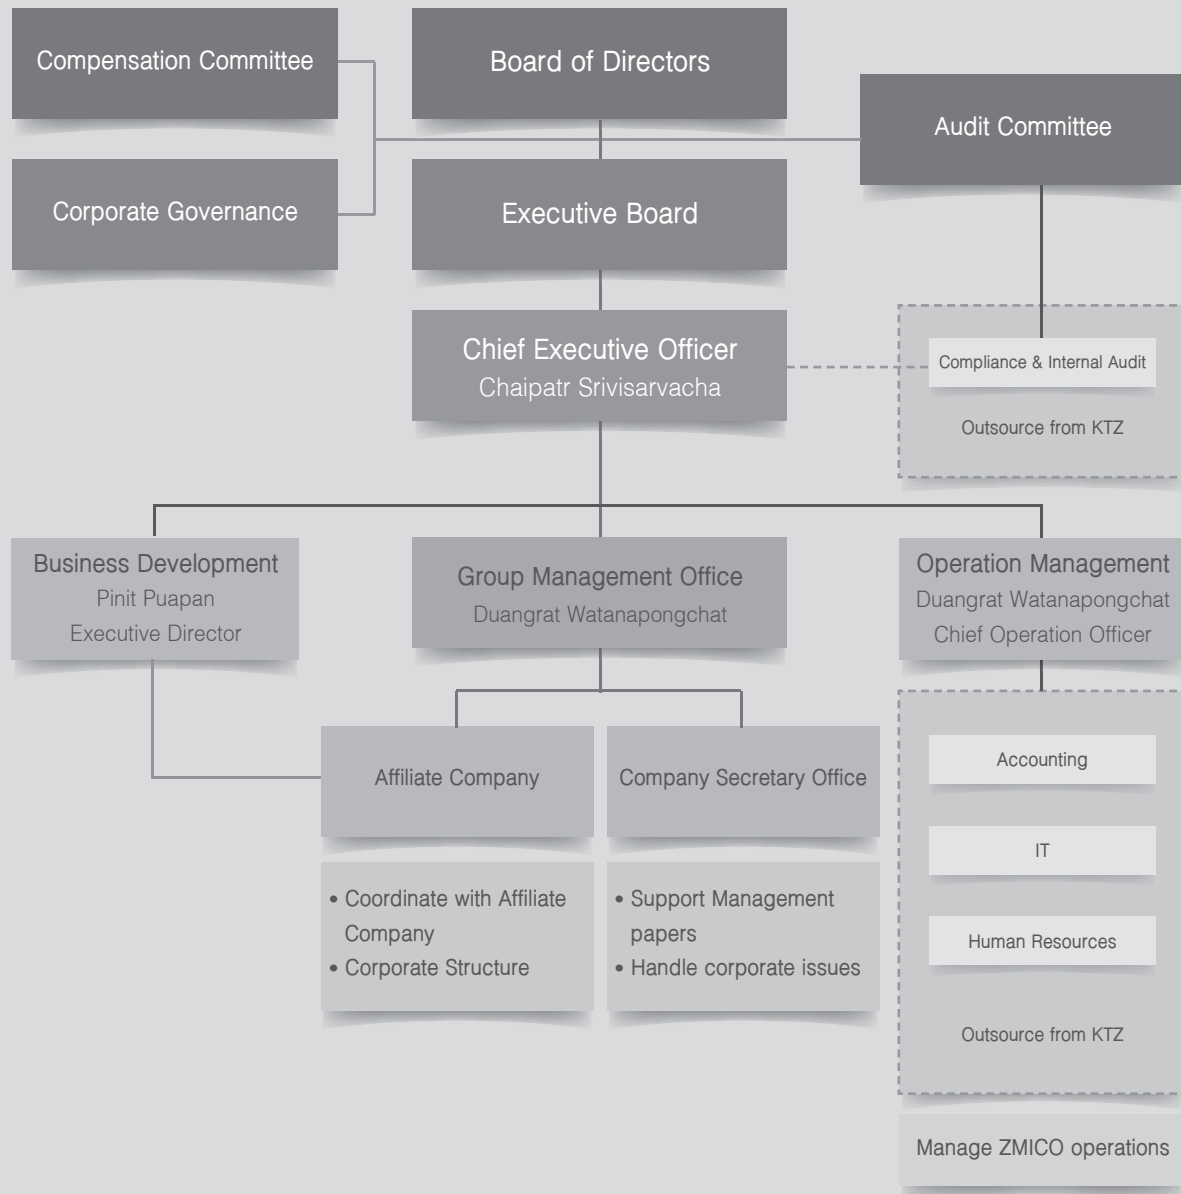 Compensation Committee
Board of Directors
Audit Committee
Corporate Governance
Executive Board
Chief Executive Officer
Chaipatr Srivisarvacha
Compliance & Internal Audit
Outsource from KTZ
Business Development
Pinit Puapan
Executive Director
Group Management Office
Duangrat Watanapongchat
Operation Management
Duangrat Watanapongchat
Chief Operation Officer
Affiliate Company
Company Secretary Office
• Coordinate with Affiliate
Company
• Corporate Structure
• Support Management
papers
• Handle corporate issues
Accounting
IT
Human Resources
Outsource from KTZ
Manage ZMICO operations